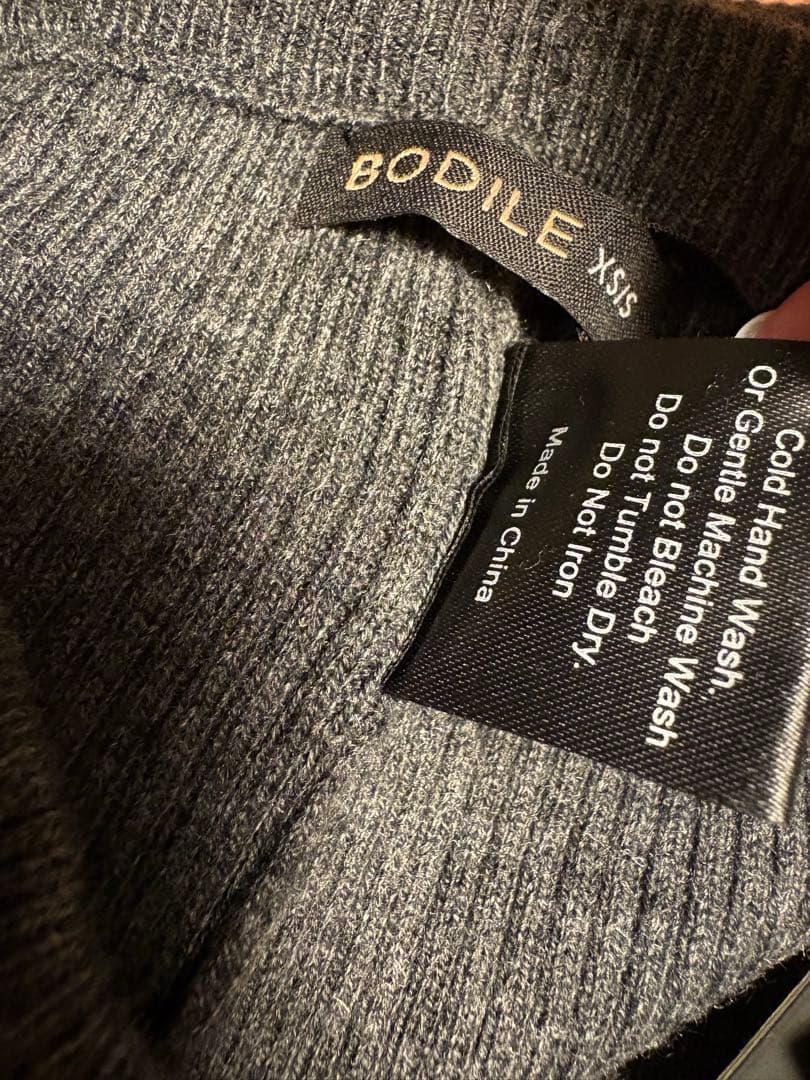 BODILE
XS/S
Cold Hand Wash.
Or Gentle Machine Wash
Do not Bleach
Do not Tumble Dry.
Do Not Iron
Made in China